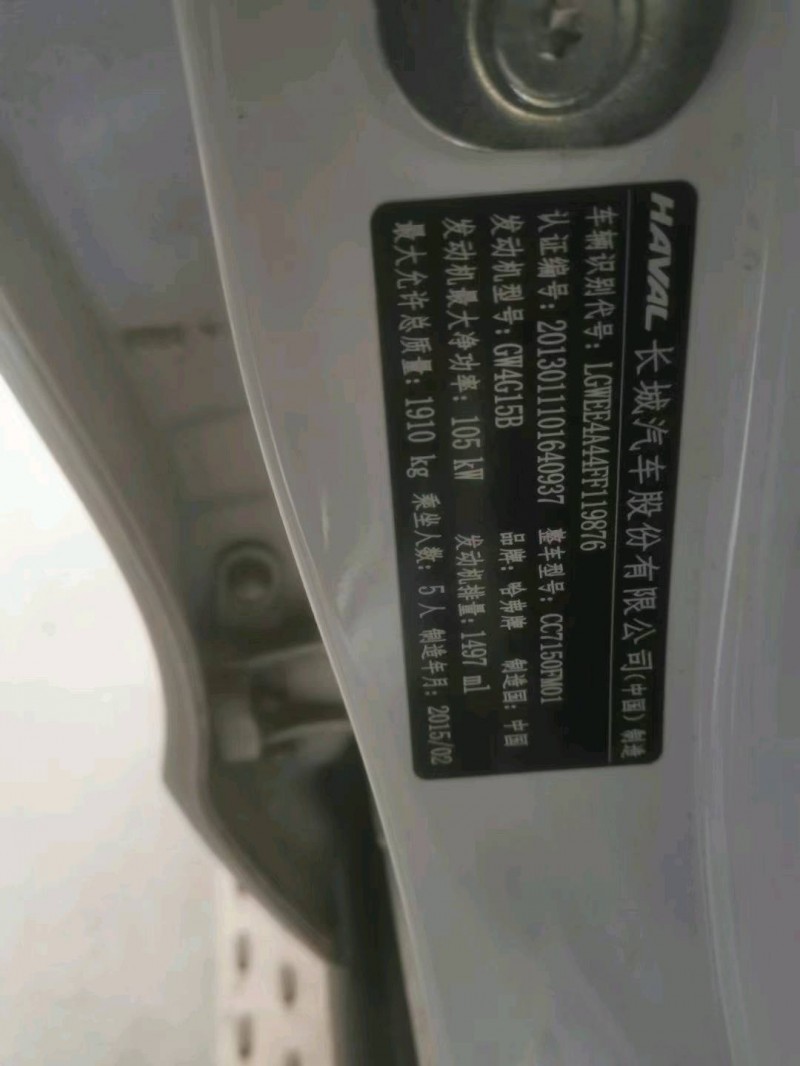 HAVAL 长城汽车股份有限公司(中国) 制造
车辆识别代号: LGWEE4A44FF119876
认证编号: 2013011101640937 整车型号: CC7150FM01
发动机型号: GW4G15B 品牌: 哈弗牌 制造国: 中国
发动机最大净功率: 105 kW 发动机排量: 1497 ml
最大允许总质量: 1910 kg 乘坐人数: 5 人 制造年月: 2015/02